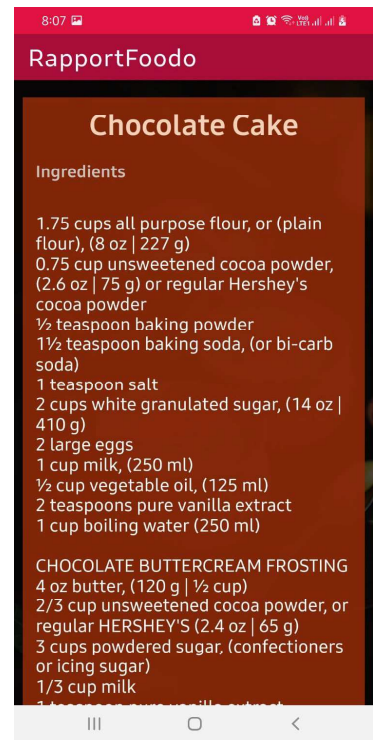 8:07
RapportFoodo
Chocolate Cake
Ingredients
1.75 cups all purpose flour, or (plain
flour), (8 oz | 227 g)
0.75 cup unsweetened cocoa powder,
(2.6 oz | 75 g) or regular Hershey's
cocoa powder
½ teaspoon baking powder
1½ teaspoon baking soda, (or bi-carb
soda)
1 teaspoon salt
2 cups white granulated sugar, (14 oz |
410 g)
2 large eggs
1 cup milk, (250 ml)
½ cup vegetable oil, (125 ml)
2 teaspoons pure vanilla extract
1 cup boiling water (250 ml)
CHOCOLATE BUTTERCREAM FROSTING
4 oz butter, (120 g | ½ cup)
2/3 cup unsweetened cocoa powder, or
regular HERSHEY'S (2.4 oz | 65 g)
3 cups powdered sugar, (confectioners
or icing sugar)
1/3 cup milk